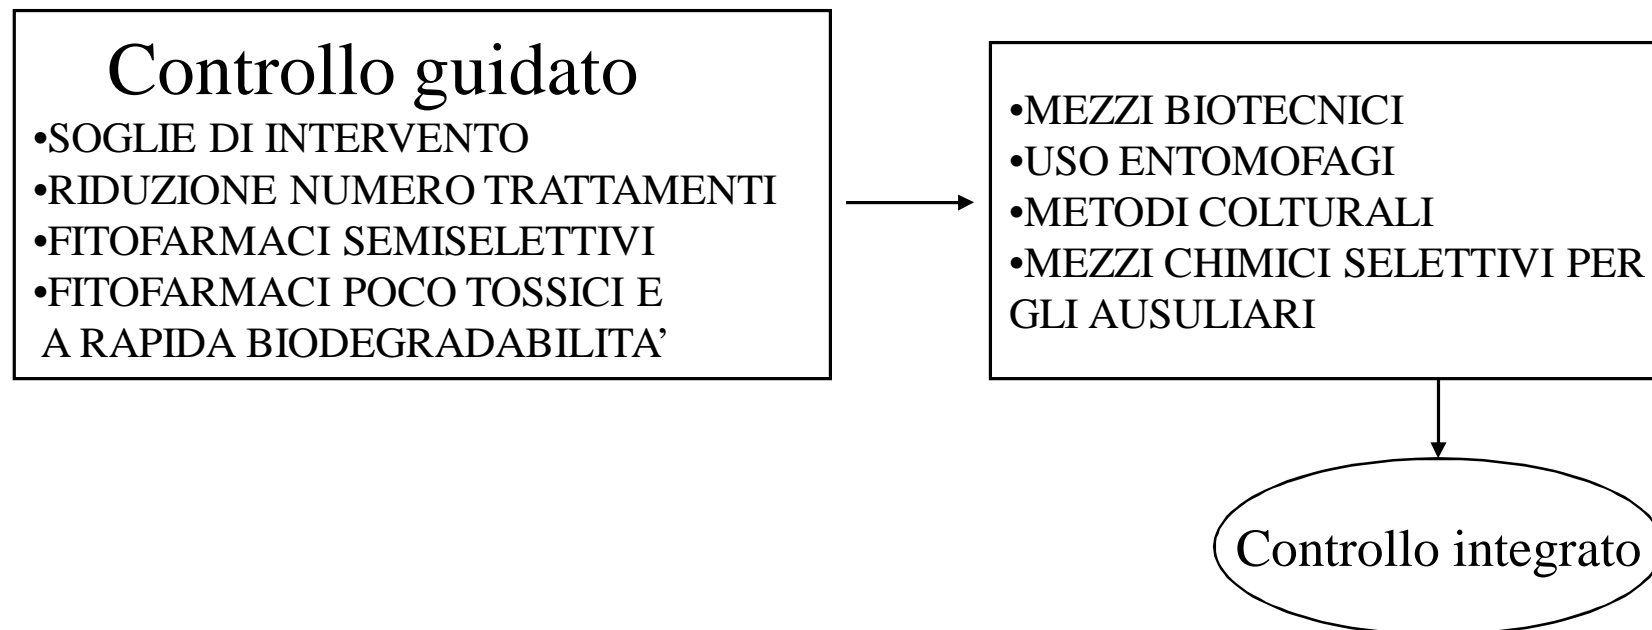 Controllo guidato
•SOGLIE DI INTERVENTO
•RIDUZIONE NUMERO TRATTAMENTI
•FITOFARMACI SEMISELETTIVI
•FITOFARMACI POCO TOSSICI E
A RAPIDA BIODEGRADABILITA’
•MEZZI BIOTECNICI
•USO ENTOMOFAGI
•METODI COLTURALI
•MEZZI CHIMICI SELETTIVI PER
GLI AUSULIARI
Controllo integrato